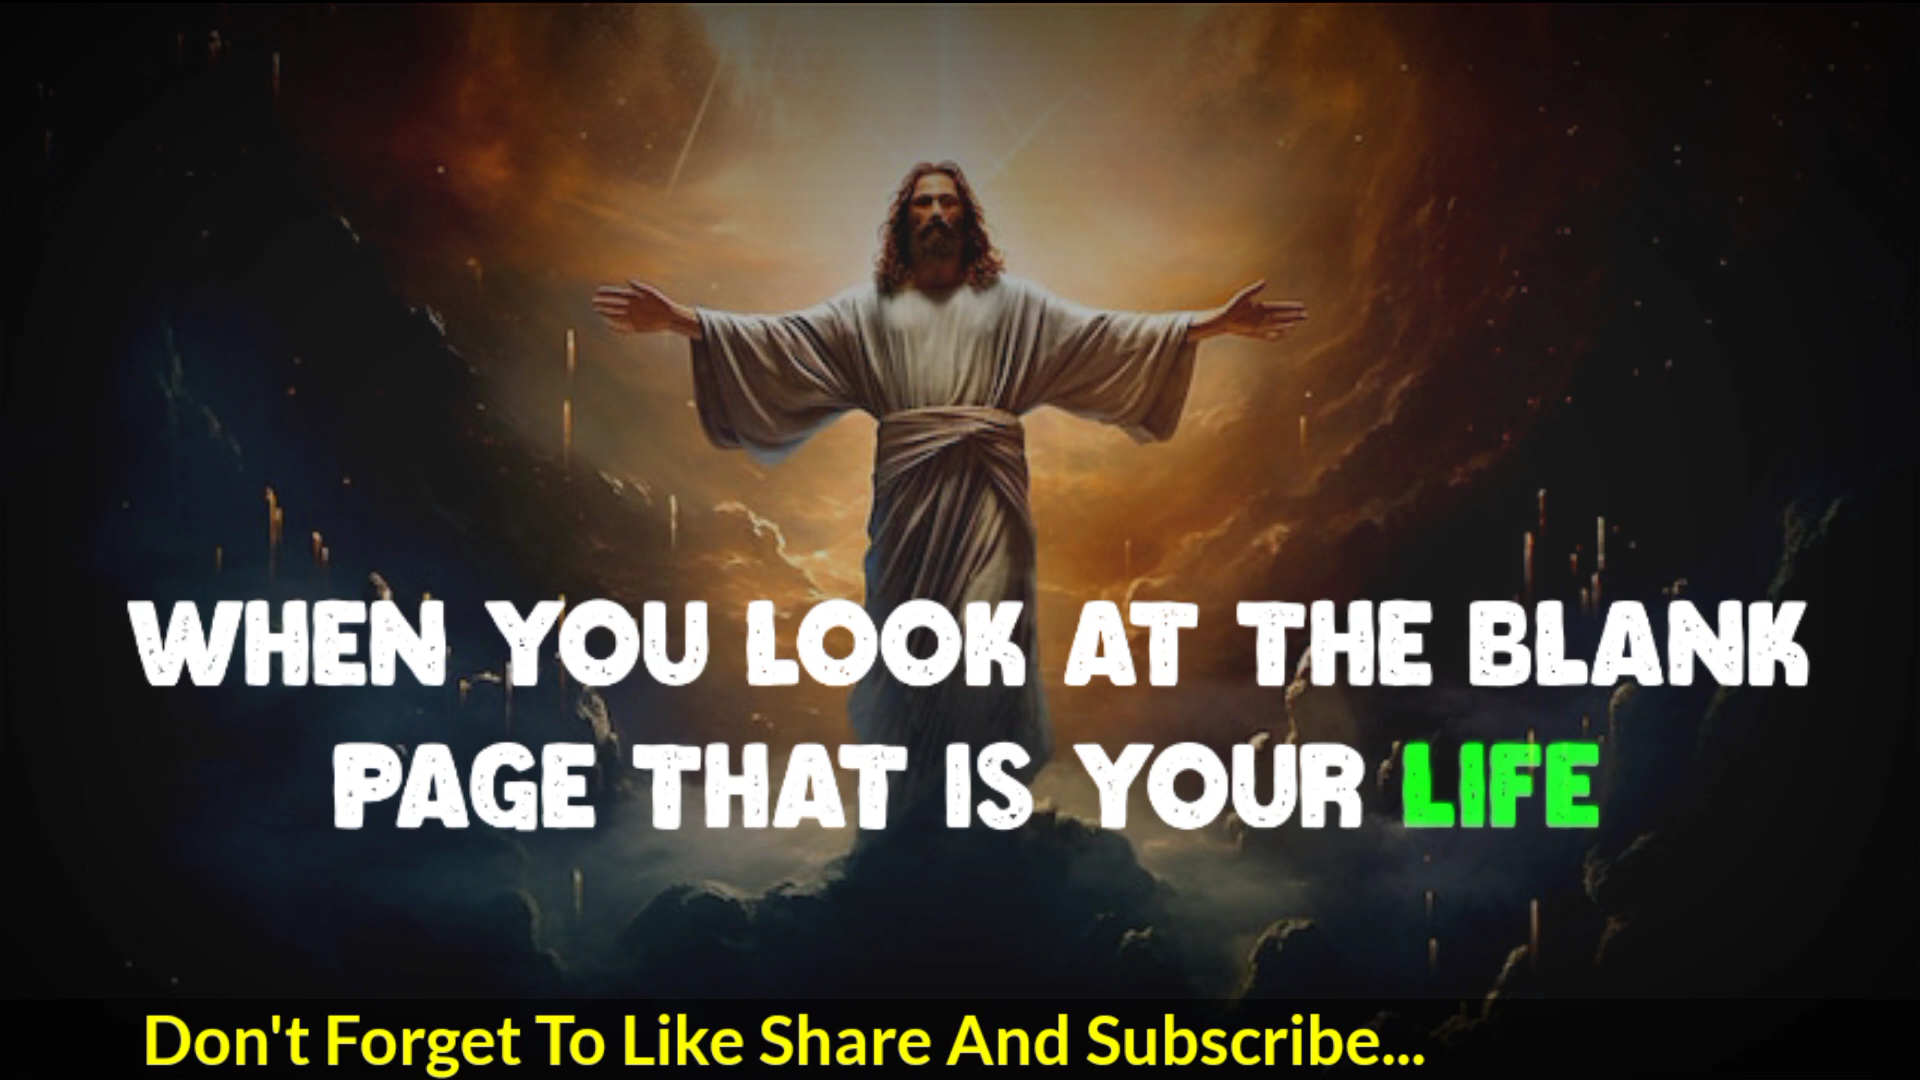 WHEN YOU LOOK AT THE BLANK
PAGE THAT IS YOUR LIFE
Don't Forget To Like Share And Subscribe...